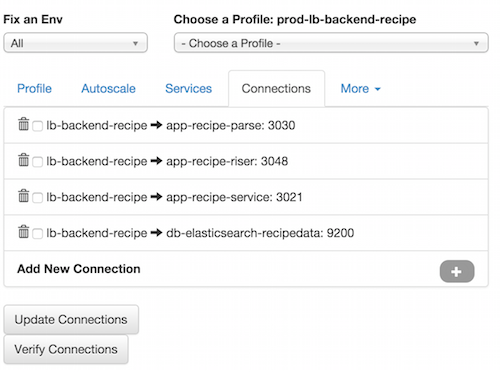 Fix an Env
Choose a Profile: prod-lb-backend-recipe
All
- Choose a Profile -
Profile
Autoscale
Services
Connections
More
lb-backend-recipe ➔ app-recipe-parse: 3030
lb-backend-recipe ➔ app-recipe-riser: 3048
lb-backend-recipe ➔ app-recipe-service: 3021
lb-backend-recipe ➔ db-elasticsearch-recipedata: 9200
Add New Connection
Update Connections
Verify Connections